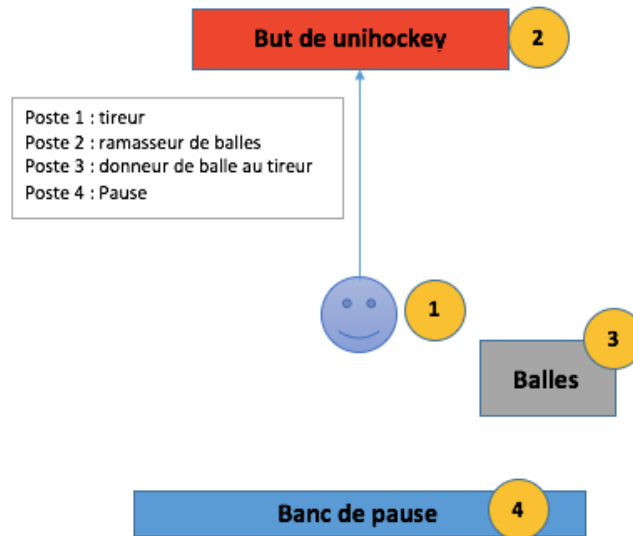 But de unihockey
2
Poste 1 : tireur
Poste 2 : ramasseur de balles
Poste 3 : donneur de balle au tireur
Poste 4 : Pause
1
3
Balles
4
Banc de pause